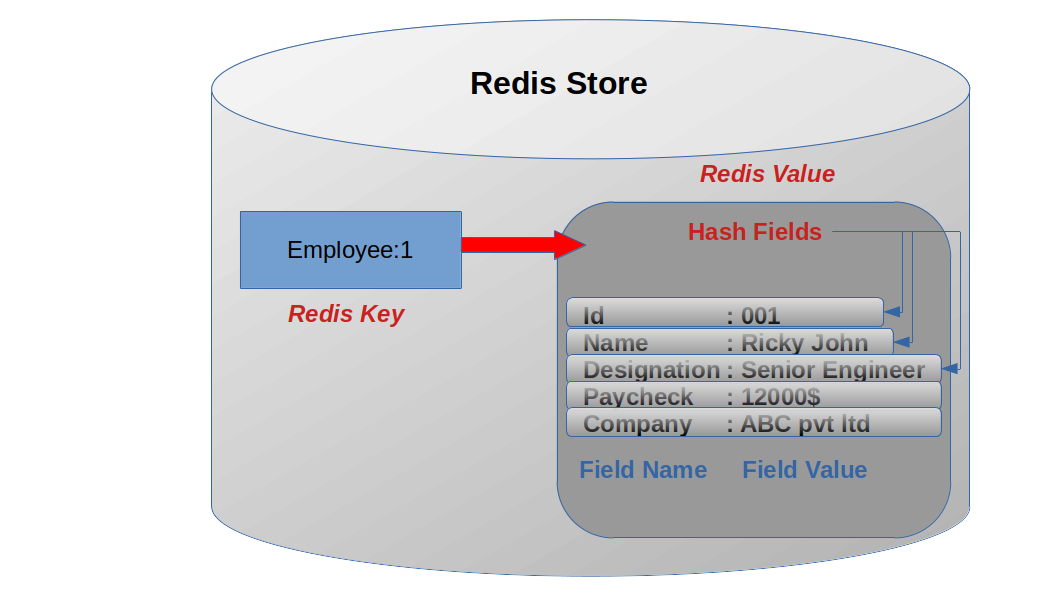 Redis Store
Redis Value
Hash Fields
Employee:1
Redis Key
Id : 001
Name : Ricky John
Designation : Senior Engineer
Paycheck : 12000$
Company : ABC pvt ltd
Field Name Field Value